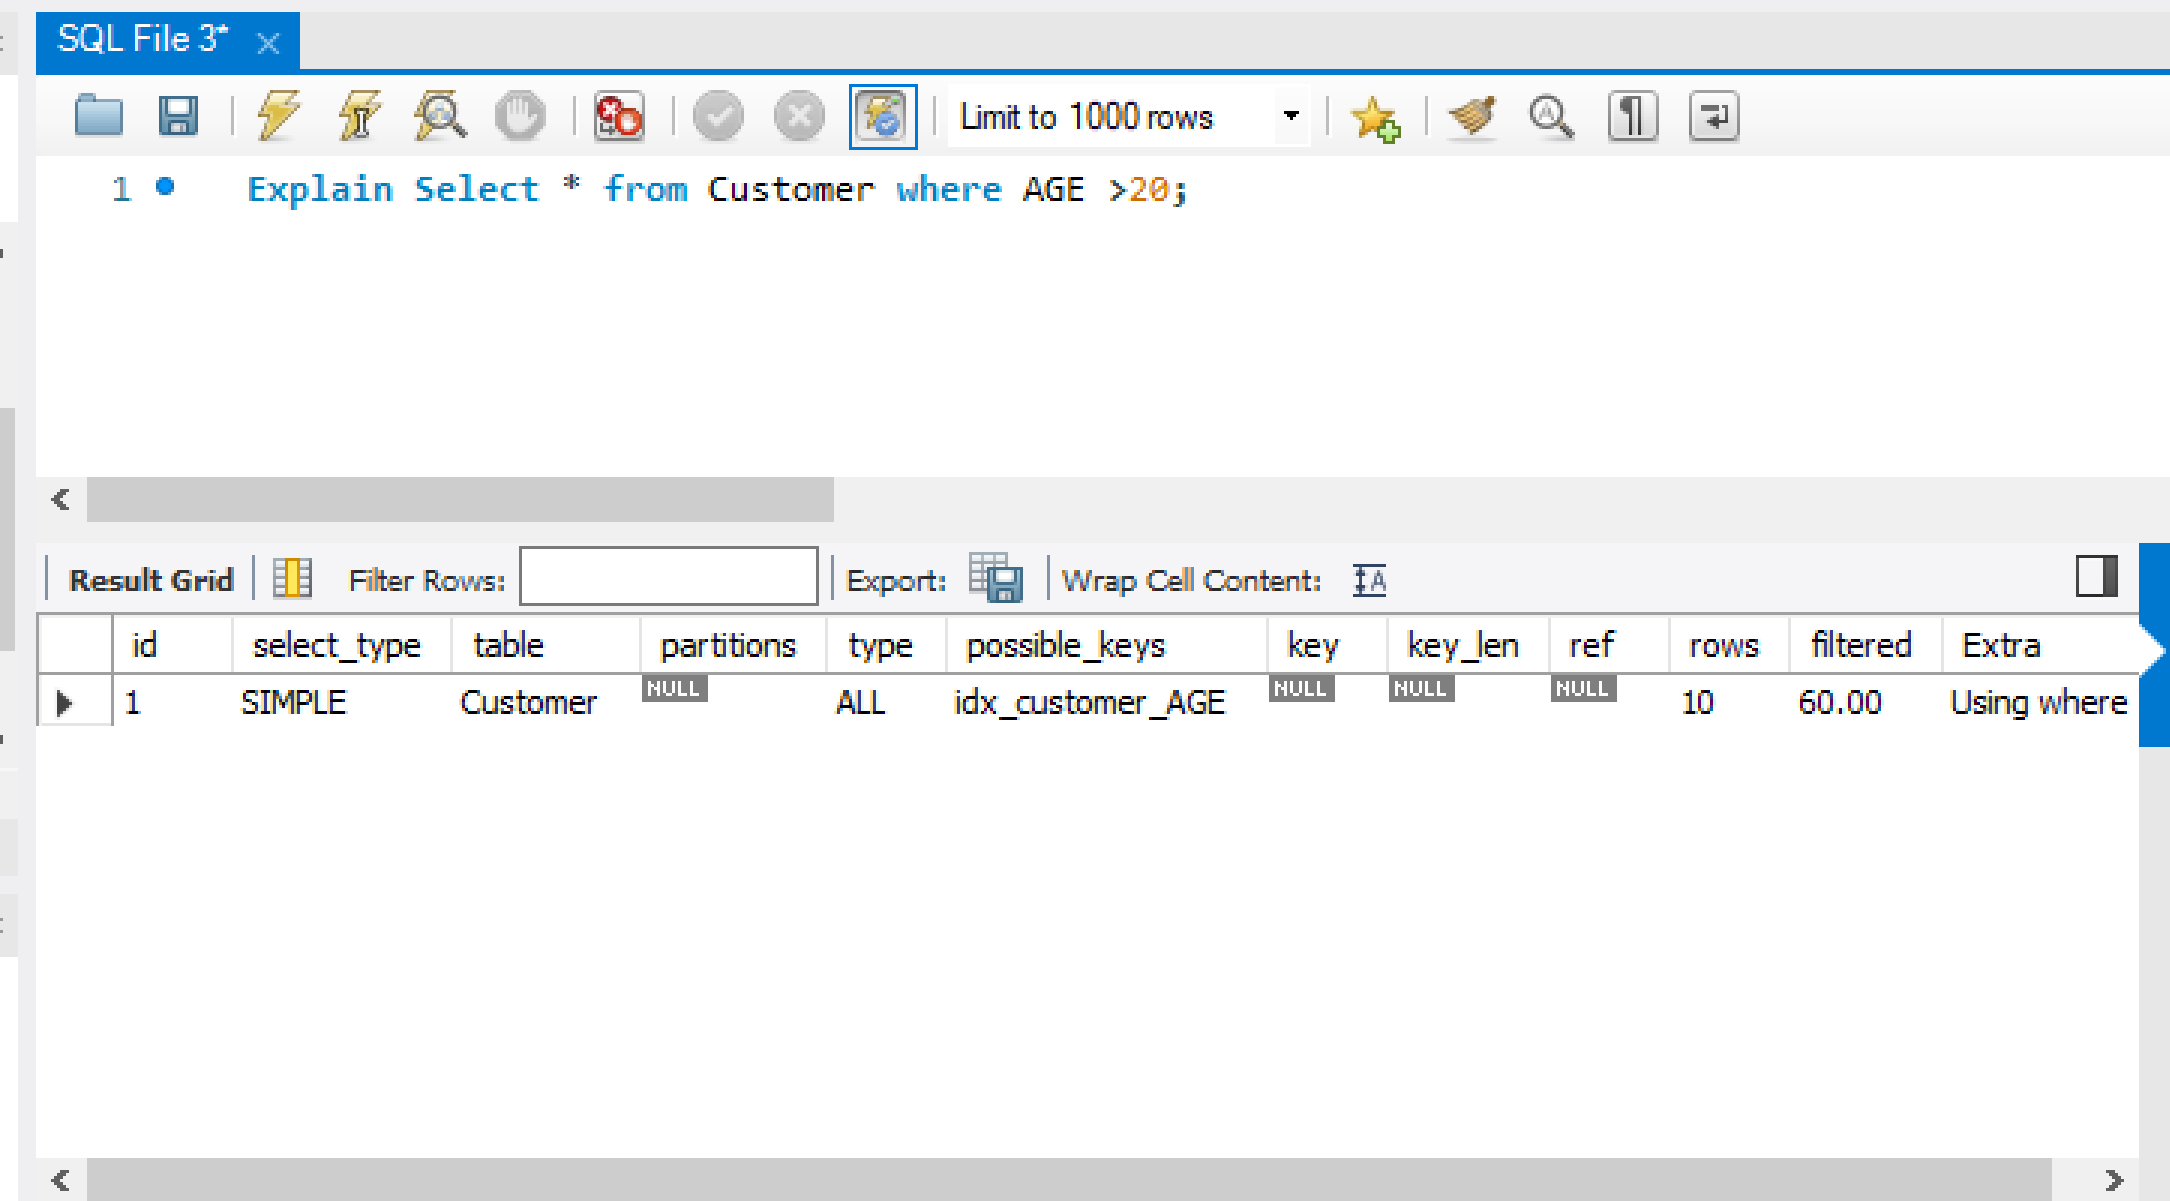 SQL File 3*
Limit to 1000 rows
1 Explain Select * from Customer where AGE >20;
Result Grid Filter Rows: Export: Wrap Cell Content:
id select_type table partitions type possible_keys key key_len ref rows filtered Extra
1 SIMPLE Customer NULL ALL idx_customer_AGE NULL NULL NULL 10 60.00 Using where